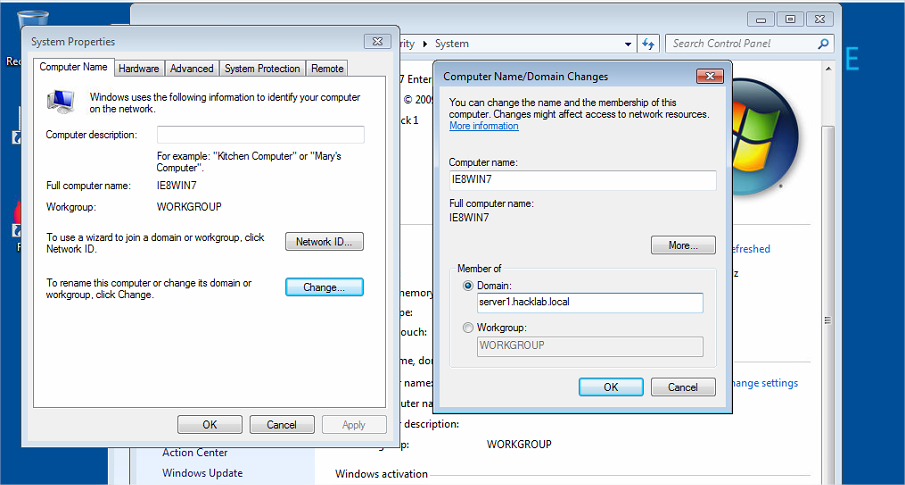 System Properties
Computer Name
Hardware
Advanced
System Protection
Remote
Windows uses the following information to identify your computer
on the network.
Computer description:
For example: "Kitchen Computer" or "Mary's
Computer".
Full computer name: IE8WIN7
Workgroup: WORKGROUP
To use a wizard to join a domain or workgroup, click
Network ID.
Network ID...
To rename this computer or change its domain or
workgroup, click Change.
Change...
OK
Cancel
Apply
rity ▸ System
Search Control Panel
7 Enter
© 200
ck 1
Computer Name/Domain Changes
You can change the name and the membership of this
computer. Changes might affect access to network resources.
More information
Computer name:
IE8WIN7
Full computer name:
IE8WIN7
More...
Member of
Domain:
server1.hacklab.local
Workgroup:
WORKGROUP
OK
Cancel
E
efreshed
z
memory
pe:
ouch:
me, do
r name:
ter na
description:
p: WORKGROUP
hange settings
Action Center
Windows Update
Windows activation